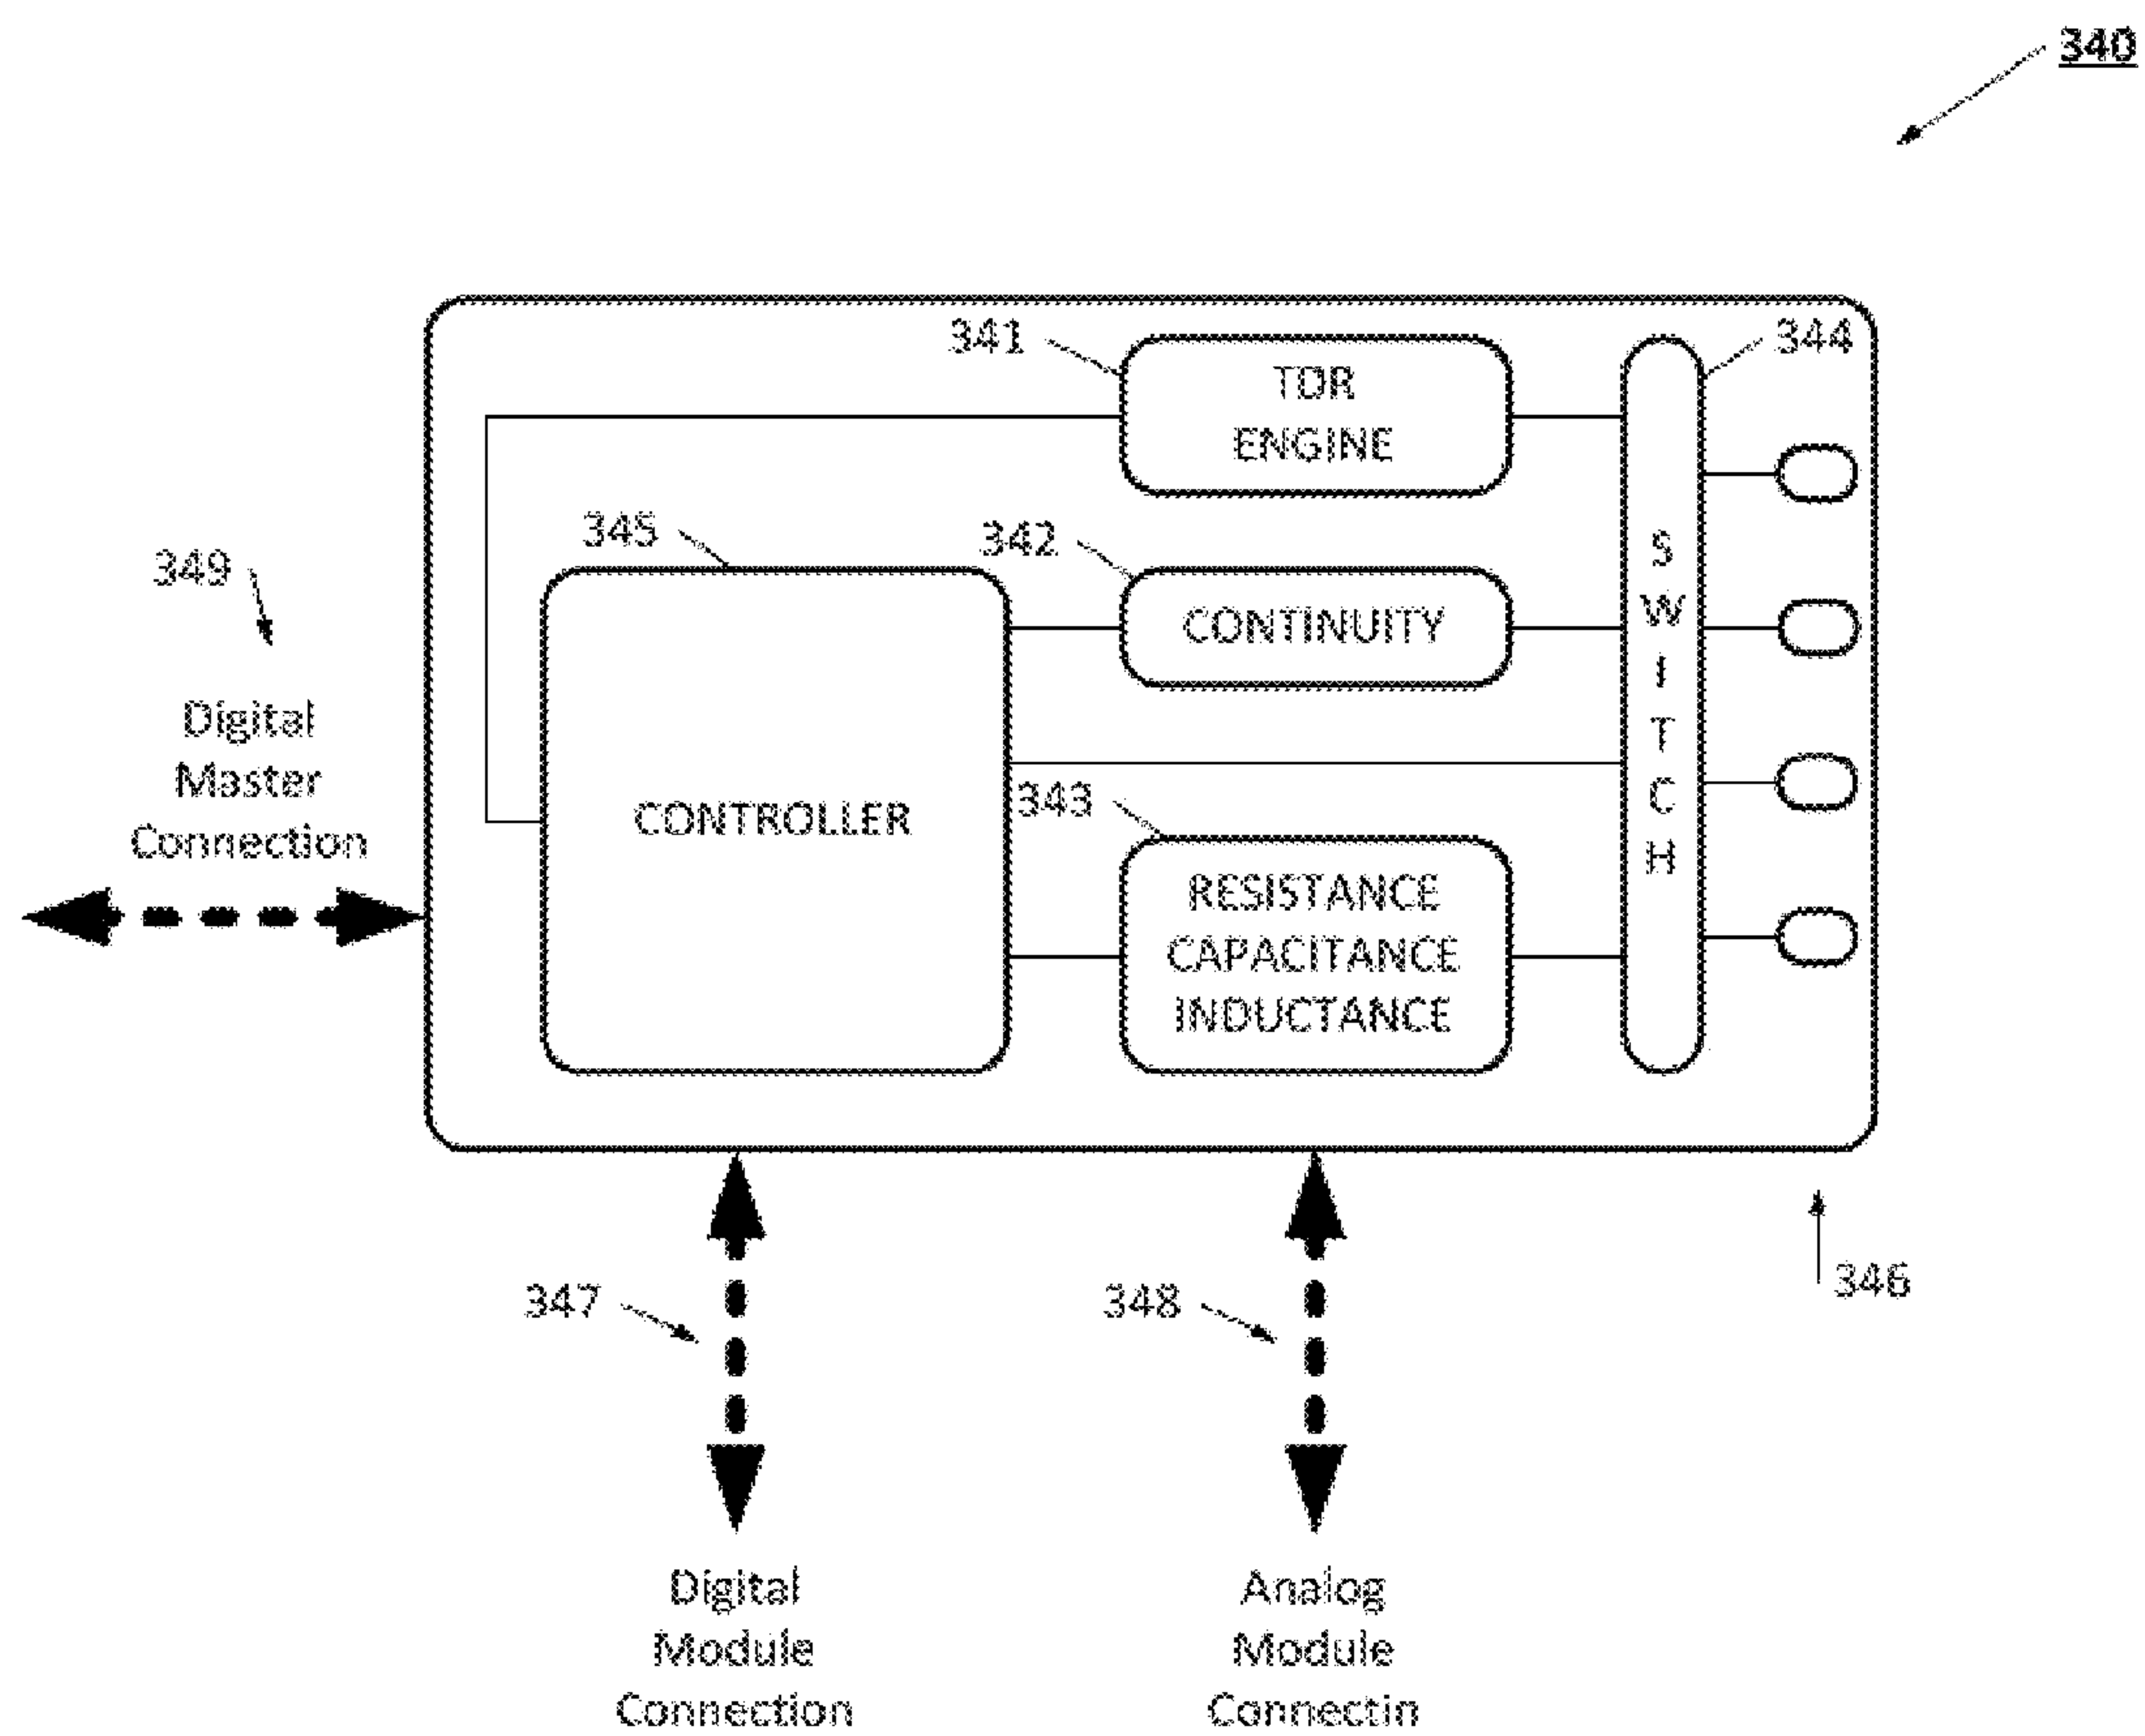 340
341
TDR
ENGINE
344
345
342
CONTINUITY
S
W
I
T
C
H
349
Digital
Master
Connection
CONTROLLER
343
RESISTANCE
CAPACITANCE
INDUCTANCE
347
348
346
Digital
Module
Connection
Analog
Module
Connectin